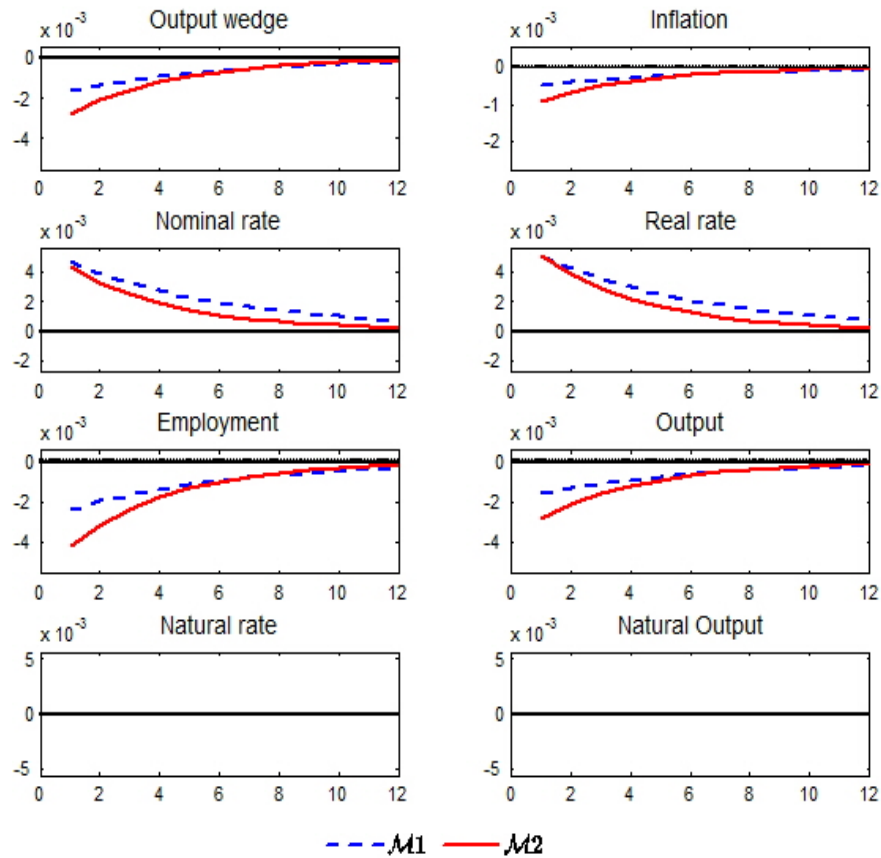 Output wedge
Inflation
x 10-3
x 10-3
0
-2
-4
0
-1
-2
0 2 4 6 8 10 12
0 2 4 6 8 10 12
Nominal rate
Real rate
x 10-3
x 10-3
4
2
0
-2
4
2
0
-2
0 2 4 6 8 10 12
0 2 4 6 8 10 12
Employment
Output
x 10-3
x 10-3
0
-2
-4
0
-2
-4
0 2 4 6 8 10 12
0 2 4 6 8 10 12
Natural rate
Natural Output
x 10-3
x 10-3
5
0
-5
5
0
-5
0 2 4 6 8 10 12
0 2 4 6 8 10 12
M1 M2